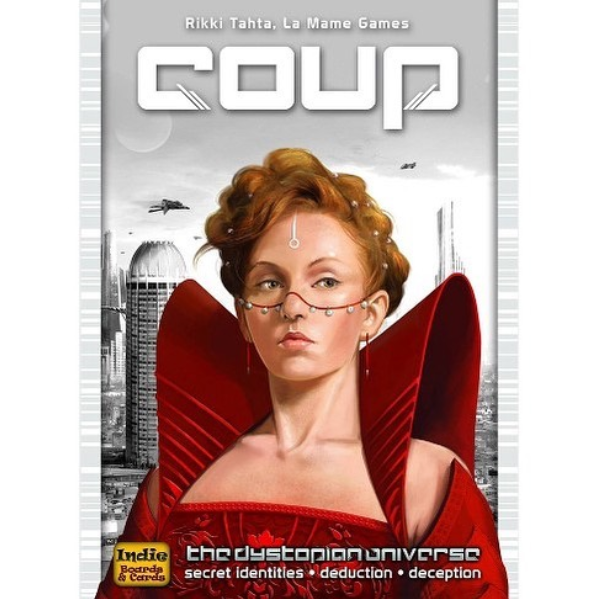 Rikki Tahta, La Mame Games
coup
Indie
Boards
& Cards
the dystopian universe
secret identities • deduction • deception